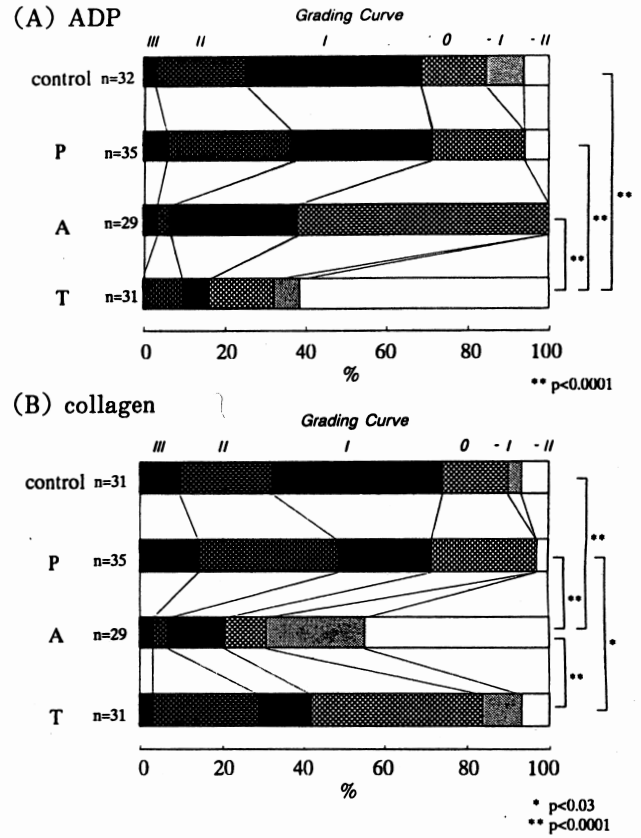 (A) ADP
Grading Curve
III II I 0 - I - II
control n=32
P n=35
A n=29
T n=31
**
**
**
0 20 40 60 80 100
%
** p<0.0001
(B) collagen
Grading Curve
III II I 0 - I - II
control n=31
P n=35
A n=29
T n=31
**
**
*
**
0 20 40 60 80 100
%
* p<0.03
** p<0.0001